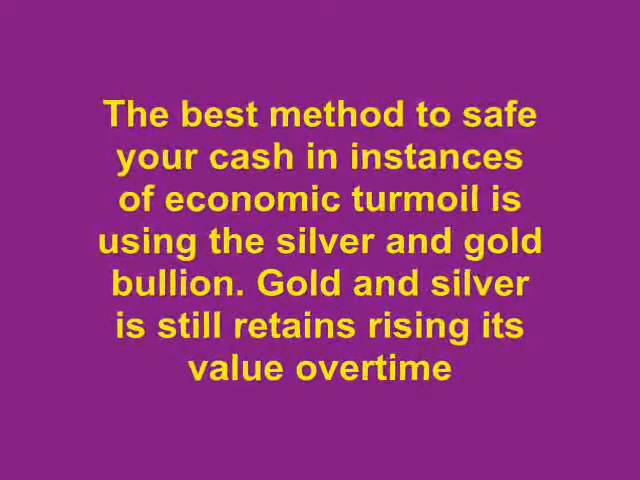 The best method to safe
your cash in instances
of economic turmoil is
using the silver and gold
bullion. Gold and silver
is still retains rising its
value overtime